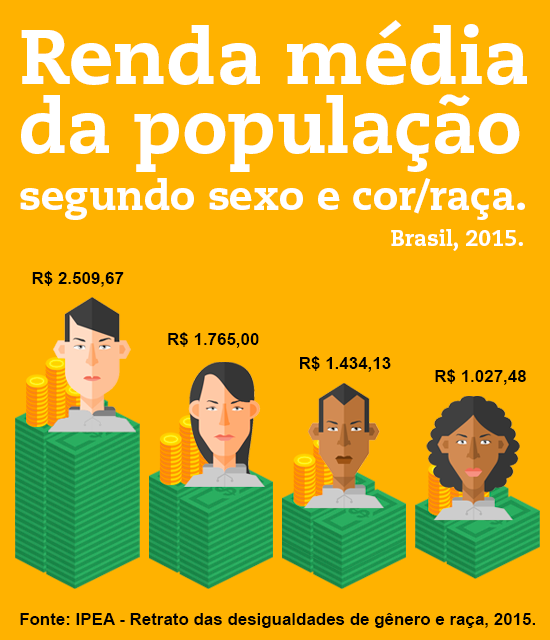 Renda média
da população
segundo sexo e cor/raça.
Brasil, 2015.
R$ 2.509,67
R$ 1.765,00
R$ 1.434,13
R$ 1.027,48
Fonte: IPEA - Retrato das desigualdades de gênero e raça, 2015.